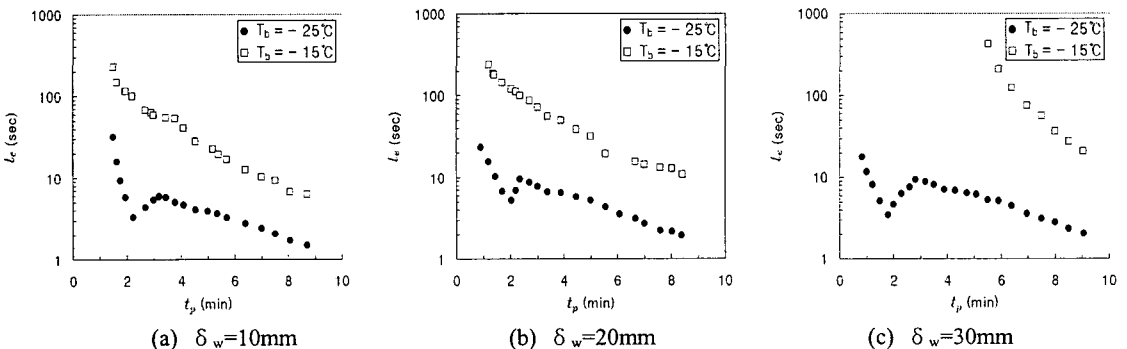 1000
100
10
1
t_e (sec)
● T_b = − 25℃
□ T_b = − 15℃
0 2 4 6 8 10
t_p (min)
(a) δ_w=10mm
1000
100
10
1
t_e (sec)
● T_b = − 25℃
□ T_b = − 15℃
0 2 4 6 8 10
t_p (min)
(b) δ_w=20mm
1000
100
10
1
t_e (sec)
● T_b = − 25℃
□ T_b = − 15℃
0 2 4 6 8 10
t_p (min)
(c) δ_w=30mm